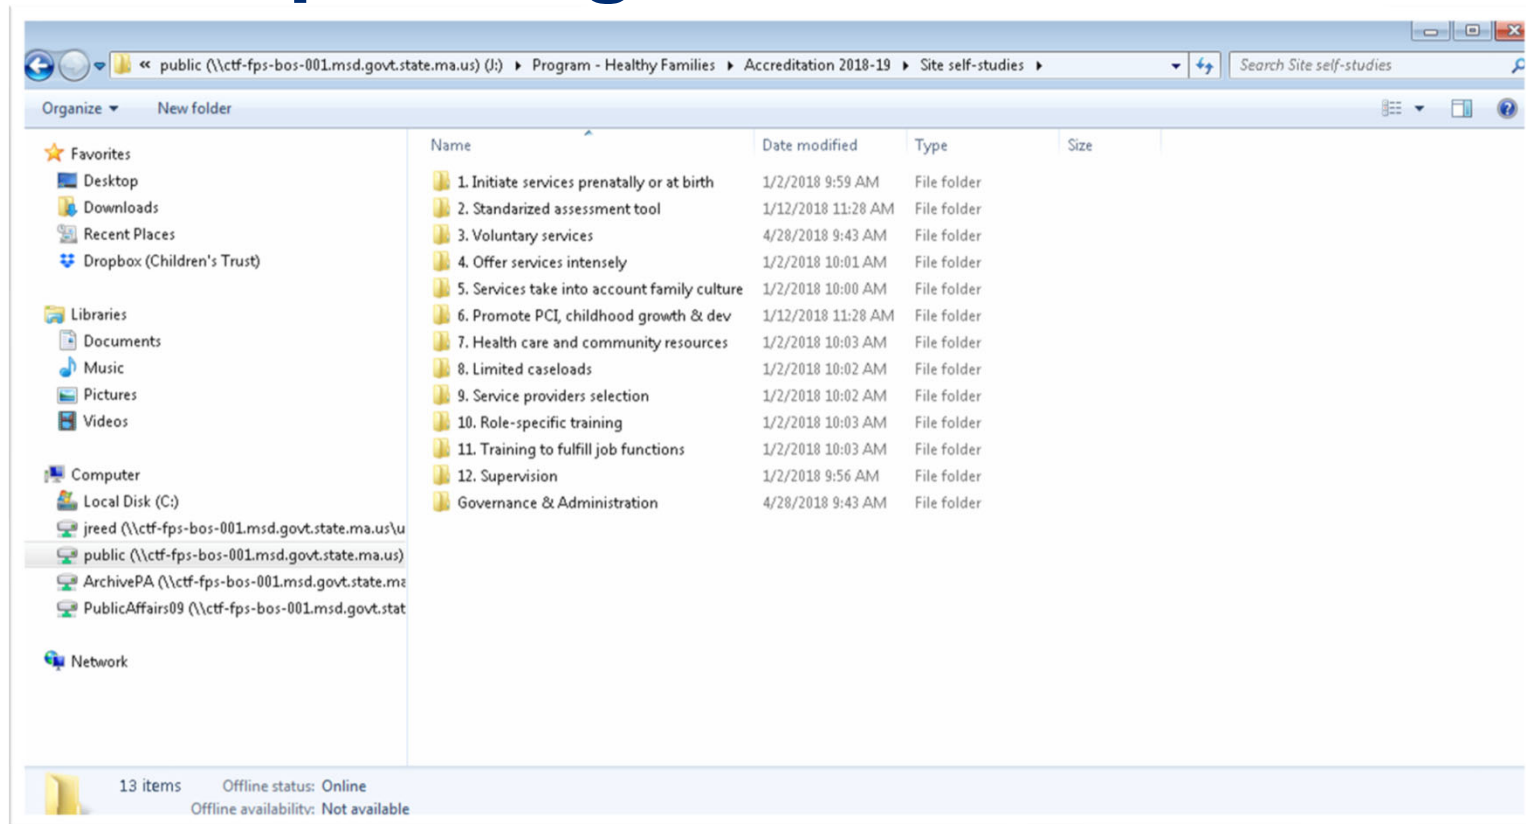 « public (\\ctf-fps-bos-001.msd.govt.state.ma.us) (J:) ▸ Program - Healthy Families ▸ Accreditation 2018-19 ▸ Site self-studies ▸
Search Site self-studies
Organize
New folder
Name Date modified Type Size
Favorites
Desktop
Downloads
Recent Places
Dropbox (Children's Trust)
Libraries
Documents
Music
Pictures
Videos
Computer
Local Disk (C:)
jreed (\\ctf-fps-bos-001.msd.govt.state.ma.us\u
public (\\ctf-fps-bos-001.msd.govt.state.ma.us)
ArchivePA (\\ctf-fps-bos-001.msd.govt.state.ma
PublicAffairs09 (\\ctf-fps-bos-001.msd.govt.stat
Network
1. Initiate services prenatally or at birth 1/2/2018 9:59 AM File folder
2. Standarized assessment tool 1/12/2018 11:28 AM File folder
3. Voluntary services 4/28/2018 9:43 AM File folder
4. Offer services intensely 1/2/2018 10:01 AM File folder
5. Services take into account family culture 1/2/2018 10:00 AM File folder
6. Promote PCI, childhood growth & dev 1/12/2018 11:28 AM File folder
7. Health care and community resources 1/2/2018 10:03 AM File folder
8. Limited caseloads 1/2/2018 10:02 AM File folder
9. Service providers selection 1/2/2018 10:02 AM File folder
10. Role-specific training 1/2/2018 10:03 AM File folder
11. Training to fulfill job functions 1/2/2018 10:03 AM File folder
12. Supervision 1/2/2018 9:56 AM File folder
Governance & Administration 4/28/2018 9:43 AM File folder
13 items Offline status: Online
Offline availability: Not available